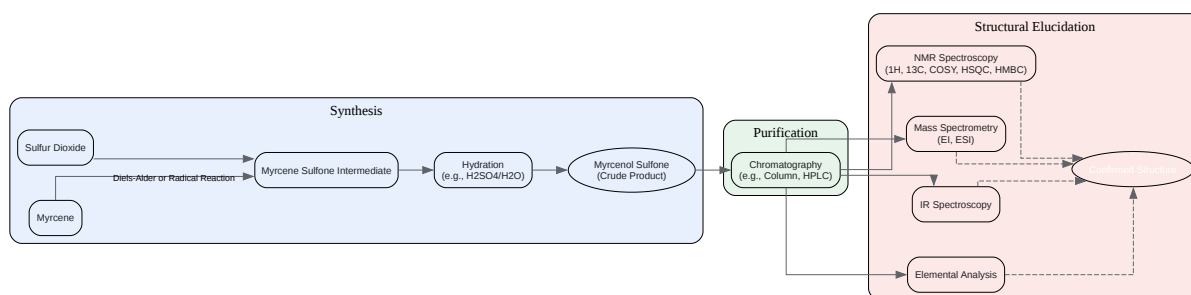 Synthesis
Sulfur Dioxide
Diels-Alder or Radical Reaction
Myrcene
Myrcene Sulfone Intermediate
Hydration
(e.g., H2SO4/H2O)
Myrcenol Sulfone
(Crude Product)
Purification
Chromatography
(e.g., Column, HPLC)
Structural Elucidation
NMR Spectroscopy
(1H, 13C, COSY, HSQC, HMBC)
Mass Spectrometry
(EI, ESI)
IR Spectroscopy
Elemental Analysis
Confirmed Structure